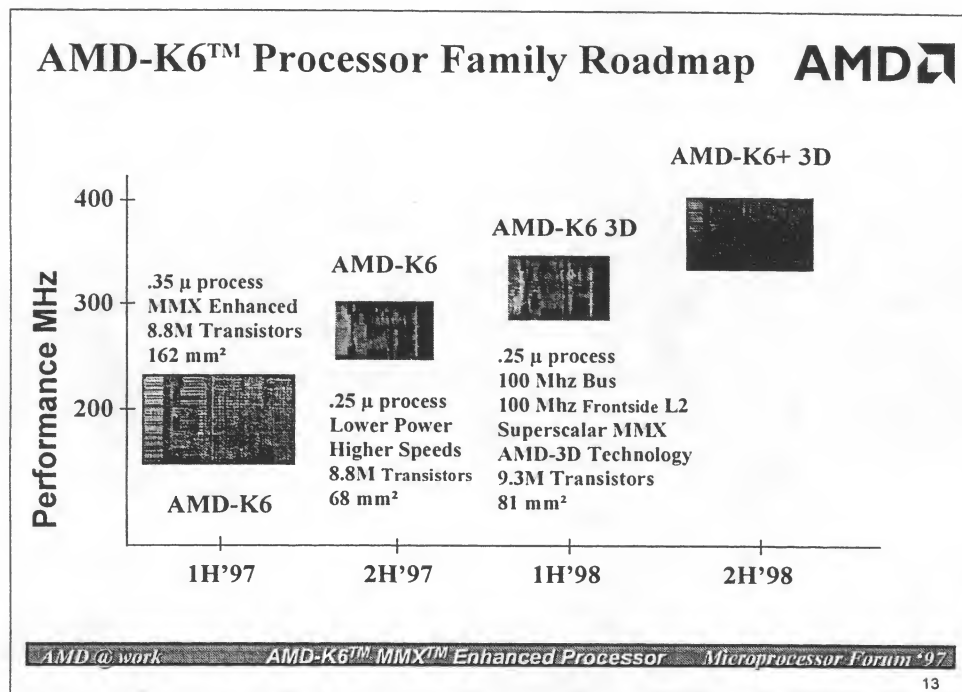 AMD-K6™ Processor Family Roadmap AMD
AMD-K6+ 3D
AMD-K6 3D
AMD-K6
.35 µ process
MMX Enhanced
8.8M Transistors
162 mm²
AMD-K6
.25 µ process
Lower Power
Higher Speeds
8.8M Transistors
68 mm²
.25 µ process
100 Mhz Bus
100 Mhz Frontside L2
Superscalar MMX
AMD-3D Technology
9.3M Transistors
81 mm²
Performance MHz
400
300
200
1H'97 2H'97 1H'98 2H'98
AMD @ work AMD-K6™ MMX™ Enhanced Processor Microprocessor Forum '97
13